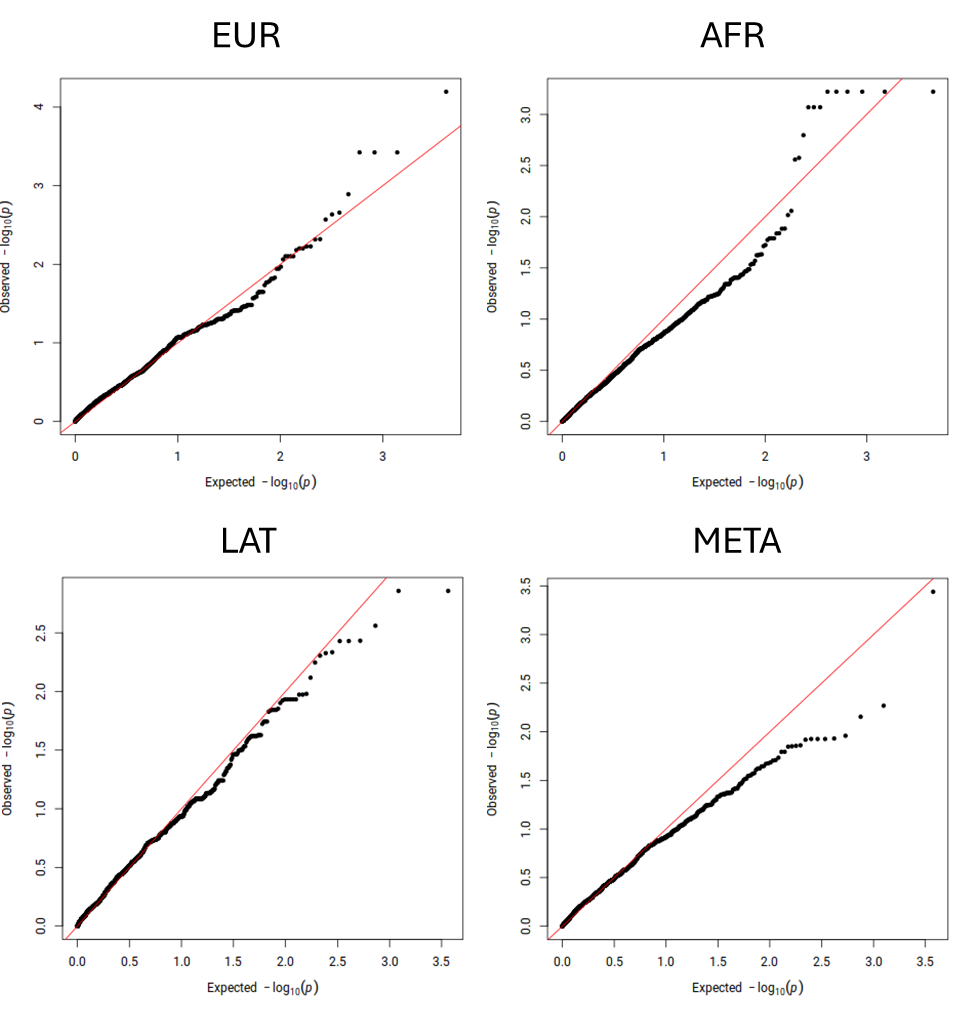 EUR
AFR
Observed −log10(p)
4
3
2
1
0
0 1 2 3
Expected −log10(p)
Observed −log10(p)
3.0
2.5
2.0
1.5
1.0
0.5
0.0
0 1 2 3
Expected −log10(p)
LAT
META
Observed −log10(p)
2.5
2.0
1.5
1.0
0.5
0.0
0.0 0.5 1.0 1.5 2.0 2.5 3.0 3.5
Expected −log10(p)
Observed −log10(p)
3.5
3.0
2.5
2.0
1.5
1.0
0.5
0.0
0.0 0.5 1.0 1.5 2.0 2.5 3.0 3.5
Expected −log10(p)